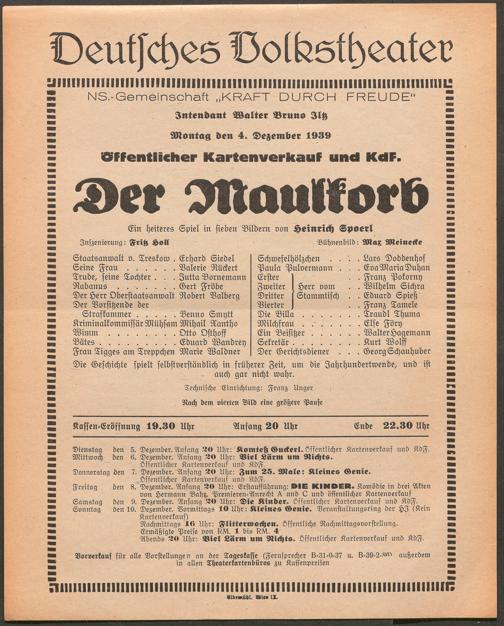 Deutsches Volkstheater
NS.-Gemeinschaft „KRAFT DURCH FREUDE“
Intendant Walter Bruno Iltz
Montag den 4. Dezember 1939
Öffentlicher Kartenverkauf und KdF.
Der Maulkorb
Ein heiteres Spiel in sieben Bildern von Heinrich Spoerl
Inszenierung: Fritz Holl Bühnenbild: Max Meinecke
Staatsanwalt v. Treskow . Erhard Siedel
Seine Frau . . . . . . Valerie Rückert
Trude, seine Tochter . . . Jutta Bornemann
Rabanus . . . . . . . Gert Fröbe
Der Herr Oberstaatsanwalt Robert Valberg
Der Vorsitzende der
Strafkammer . . . . . Benno Smytt
Kriminalkommissär Mühsam Mihail Xantho
Wimm . . . . . . . Otto Osthoff
Bätes . . . . . . . Eduard Wandrey
Frau Tigges am Treppchen Marie Waldner
Schwefelhölzchen . . . . Lars Doddenhof
Paula Pulvermann . . . . Eva Maria Duhan
Erster Franz Pokorny
Zweiter Herr vom Wilhelm Sichra
Dritter Stammtisch . . Eduard Spieß
Vierter Franz Tamele
Die Billa . . . . . . . Traudl Thuma
Milchfrau . . . . . . . Else Föry
Ein Beisitzer . . . . . Walter Hagemann
Sekretär . . . . . . . Kurt Wolff
Der Gerichtsdiener . . . Georg Schauhuber
Die Geschichte spielt selbstverständlich in früherer Zeit, um die Jahrhundertwende, und ist
auch gar nicht wahr.
Technische Einrichtung: Franz Unger
Nach dem vierten Bild eine größere Pause
Kassen-Eröffnung 19.30 Uhr Anfang 20 Uhr Ende 22.30 Uhr
Dienstag den 5. Dezember. Anfang 20 Uhr: Komteß Guckerl. Öffentlicher Kartenverkauf und KdF.
Mittwoch den 6. Dezember. Anfang 20 Uhr: Viel Lärm um Nichts.
Öffentlicher Kartenverkauf und KdF.
Donnerstag den 7. Dezember. Anfang 20 Uhr: Zum 25. Male: Kleines Genie.
Öffentlicher Kartenverkauf und KdF.
Freitag den 8. Dezember. Anfang 20 Uhr: Erstaufführung: DIE KINDER. Komödie in drei Akten
von Hermann Bahr. Premieren-Anrecht A und C und öffentlicher Kartenverkauf
Samstag den 9. Dezember. Anfang 20 Uhr: Die Kinder. Öffentlicher Kartenverkauf und KdF.
Sonntag den 10. Dezember. Vormittags 10 Uhr: Kleines Genie. Veranstaltungsring der HJ (Kein
Kartenverkauf)
Nachmittags 16 Uhr: Flitterwochen. Öffentliche Nachmittagsvorstellung.
Ermäßigte Preise von RM. 1 bis RM. 4
Abends 20 Uhr: Viel Lärm um Nichts. Öffentlicher Kartenverkauf und KdF.
Vorverkauf für alle Vorstellungen an der Tageskasse (Fernsprecher B-31-0-37 u. außerdem
in allen Theaterkartenbüros zu Kassenpreisen
Elbemühl, Wien IX.